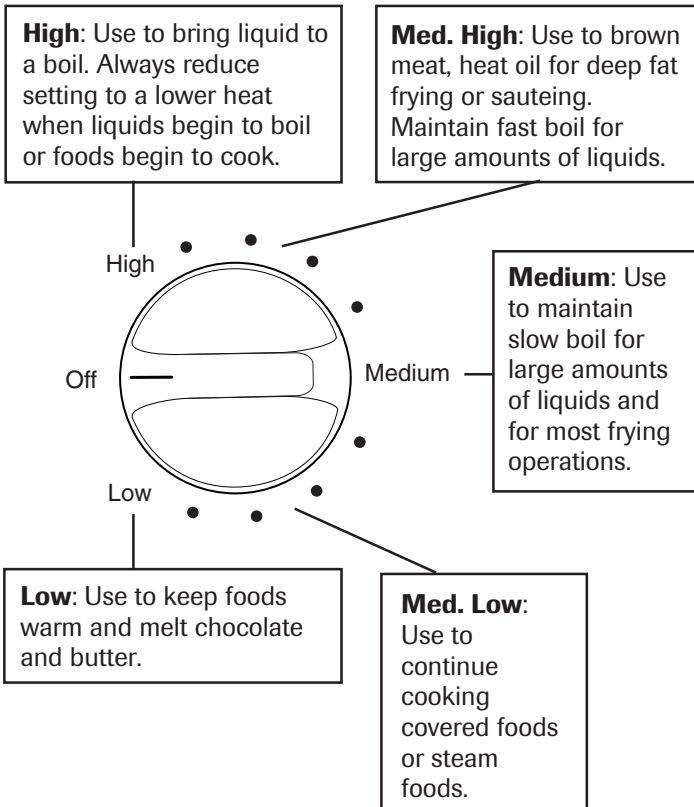 High: Use to bring liquid to
a boil. Always reduce
setting to a lower heat
when liquids begin to boil
or foods begin to cook.
Med. High: Use to brown
meat, heat oil for deep fat
frying or sauteing.
Maintain fast boil for
large amounts of liquids.
High
Medium: Use
to maintain
slow boil for
large amounts
of liquids and
for most frying
operations.
Off
Medium
Low
Low: Use to keep foods
warm and melt chocolate
and butter.
Med. Low:
Use to
continue
cooking
covered foods
or steam
foods.